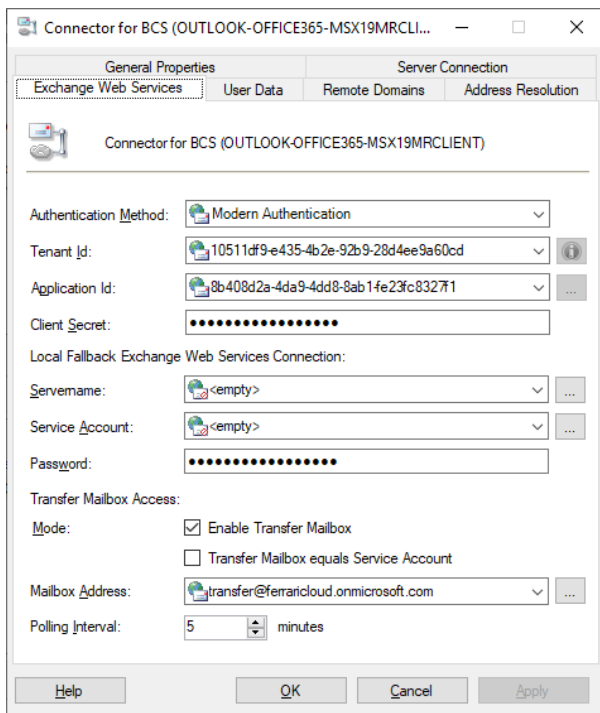 Connector for BCS (OUTLOOK-OFFICE365-MSX19MRCLI...
General Properties
Server Connection
Exchange Web Services
User Data
Remote Domains
Address Resolution
Connector for BCS (OUTLOOK-OFFICE365-MSX19MRCLIENT)
Authentication Method: Modern Authentication
Tenant Id: 10511df9-e435-4b2e-92b9-28d4ee9a60cd
Application Id: 8b408d2a-4da9-4dd8-8ab1-fe23fc8327f1
...
Client Secret: •••••••••••••••••
Local Fallback Exchange Web Services Connection:
Servername: <empty>
...
Service Account: <empty>
...
Password: •••••••••••••••••
Transfer Mailbox Access:
Mode: Enable Transfer Mailbox
Transfer Mailbox equals Service Account
Mailbox Address: transfer@ferraricloud.onmicrosoft.com
...
Polling Interval: 5 minutes
Help
OK
Cancel
Apply